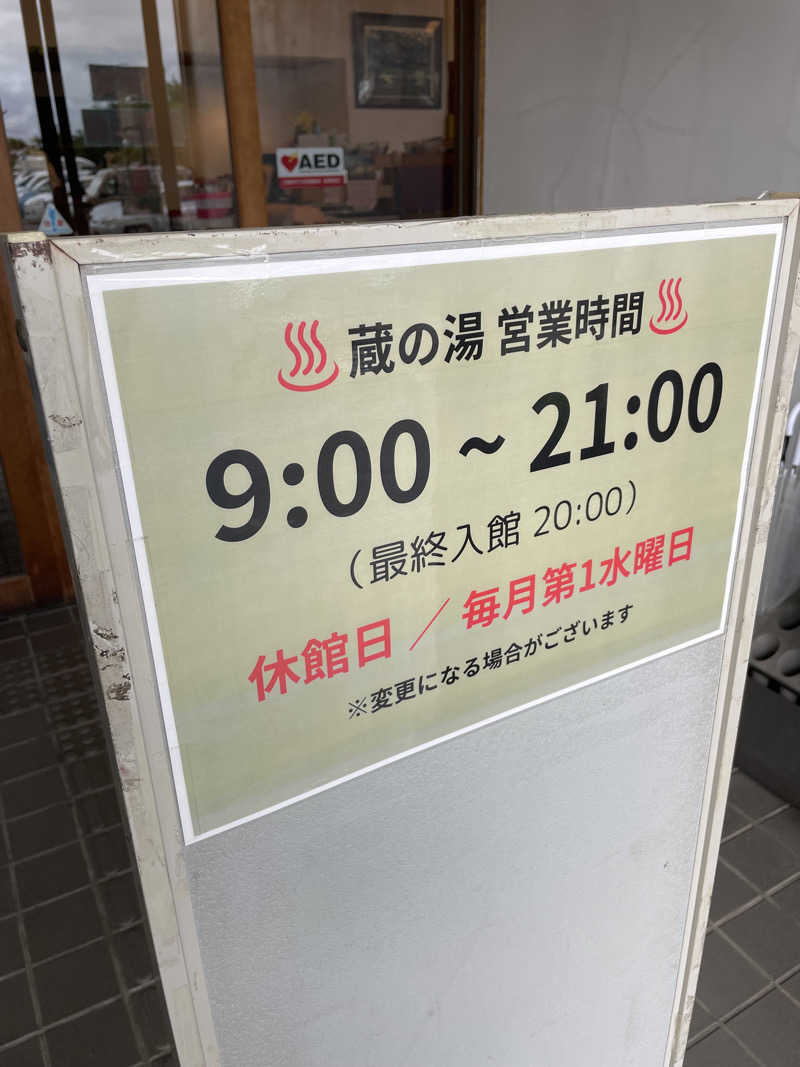 AED
蔵の湯 営業時間
9:00 ~ 21:00
(最終入館 20:00)
休館日 ／ 毎月第1水曜日
※変更になる場合がございます